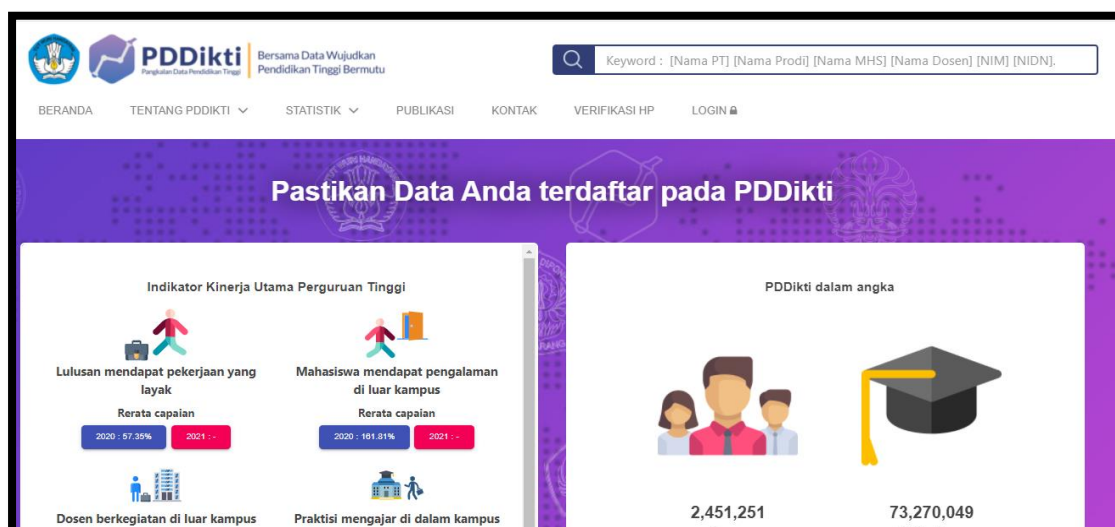 PDDikti
Pangkalan Data Pendidikan Tinggi
Bersama Data Wujudkan
Pendidikan Tinggi Bermutu
Keyword : [Nama PT] [Nama Prodi] [Nama MHS] [Nama Dosen] [NIM] [NIDN].
BERANDA TENTANG PDDIKTI STATISTIK PUBLIKASI KONTAK VERIFIKASI HP LOGIN
Pastikan Data Anda terdaftar pada PDDikti
Indikator Kinerja Utama Perguruan Tinggi
Lulusan mendapat pekerjaan yang
layak
Rerata capaian
2020 : 57.35% 2021 : -
Mahasiswa mendapat pengalaman
di luar kampus
Rerata capaian
2020 : 161.81% 2021 : -
Dosen berkegiatan di luar kampus
Praktisi mengajar di dalam kampus
PDDikti dalam angka
2,451,251
73,270,049